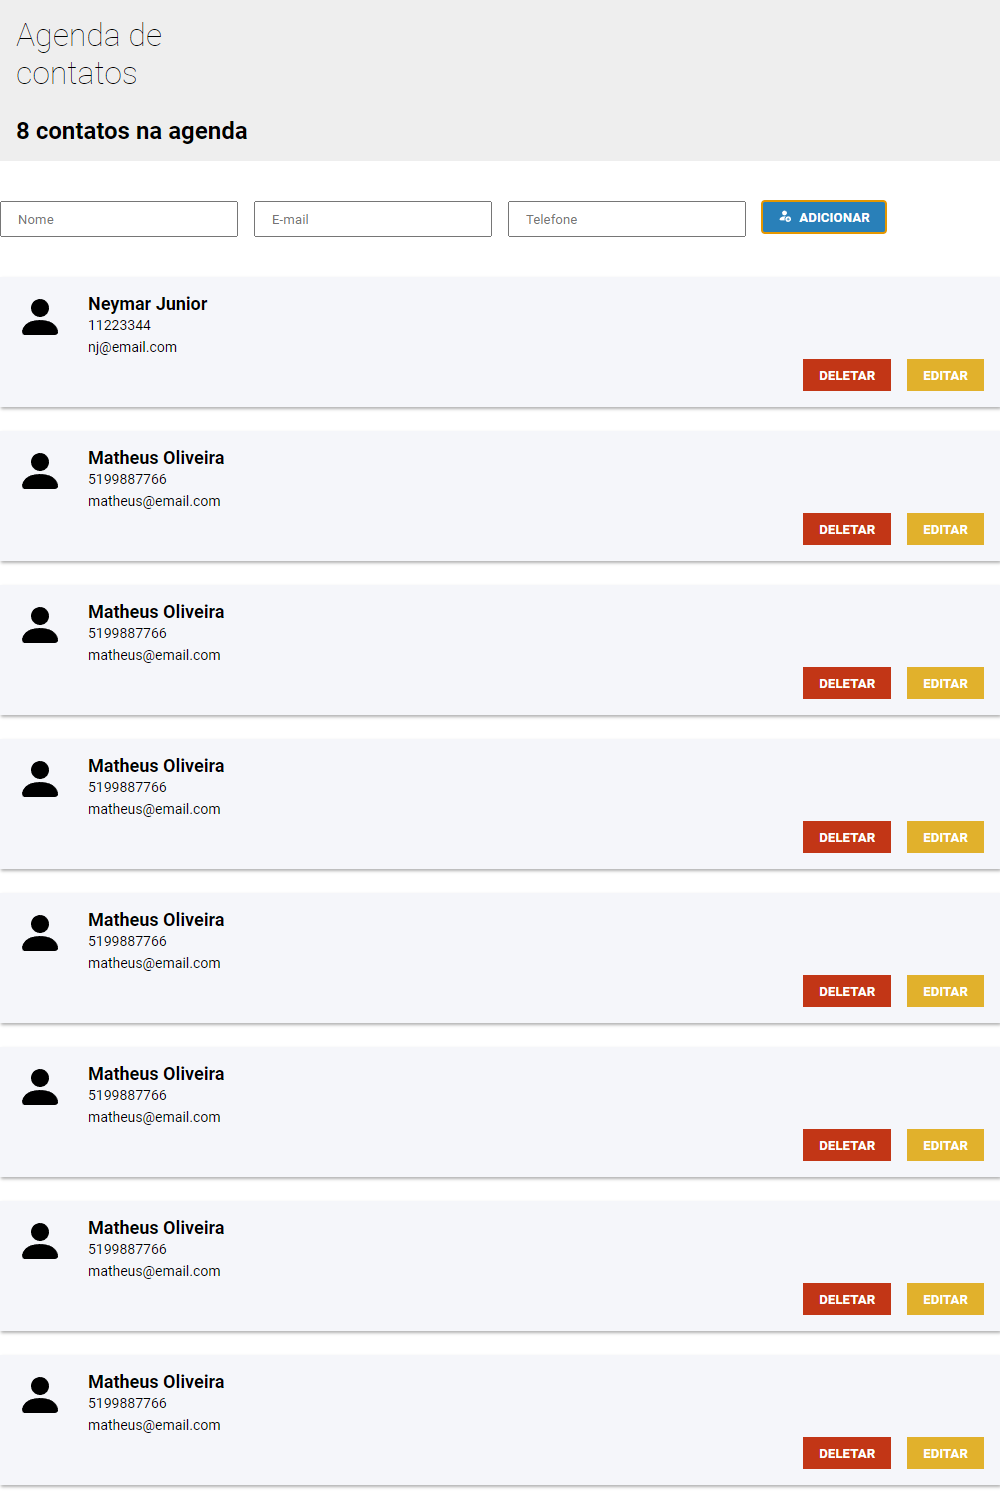 Agenda de
contatos
8 contatos na agenda
Nome E-mail Telefone ADICIONAR
Neymar Junior
11223344
nj@email.com
DELETAR EDITAR
Matheus Oliveira
5199887766
matheus@email.com
DELETAR EDITAR
Matheus Oliveira
5199887766
matheus@email.com
DELETAR EDITAR
Matheus Oliveira
5199887766
matheus@email.com
DELETAR EDITAR
Matheus Oliveira
5199887766
matheus@email.com
DELETAR EDITAR
Matheus Oliveira
5199887766
matheus@email.com
DELETAR EDITAR
Matheus Oliveira
5199887766
matheus@email.com
DELETAR EDITAR
Matheus Oliveira
5199887766
matheus@email.com
DELETAR EDITAR